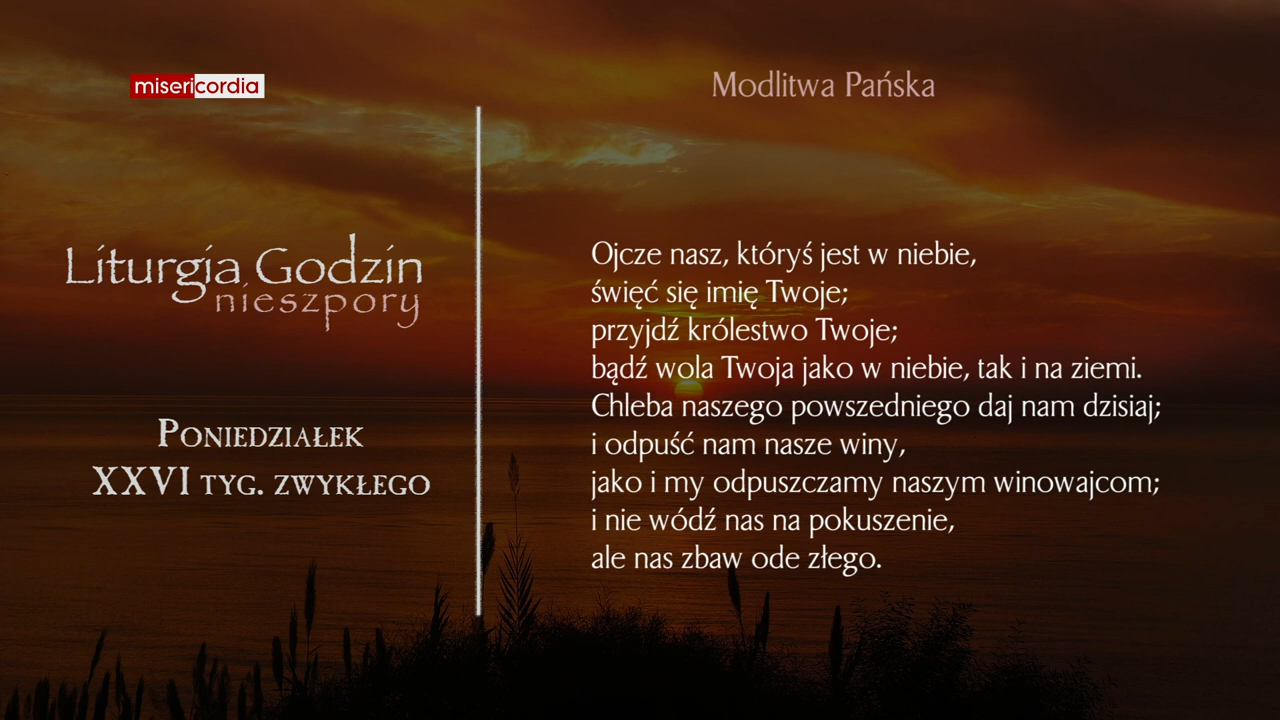 misericordia
Liturgia Godzin
nieszpory
Poniedziałek
XXVI tyg. zwykłego
Modlitwa Pańska
Ojcze nasz, któryś jest w niebie,
święć się imię Twoje;
przyjdź królestwo Twoje;
bądź wola Twoja jako w niebie, tak i na ziemi.
Chleba naszego powszedniego daj nam dzisiaj;
i odpuść nam nasze winy,
jako i my odpuszczamy naszym winowajcom;
i nie wódź nas na pokuszenie,
ale nas zbaw ode złego.